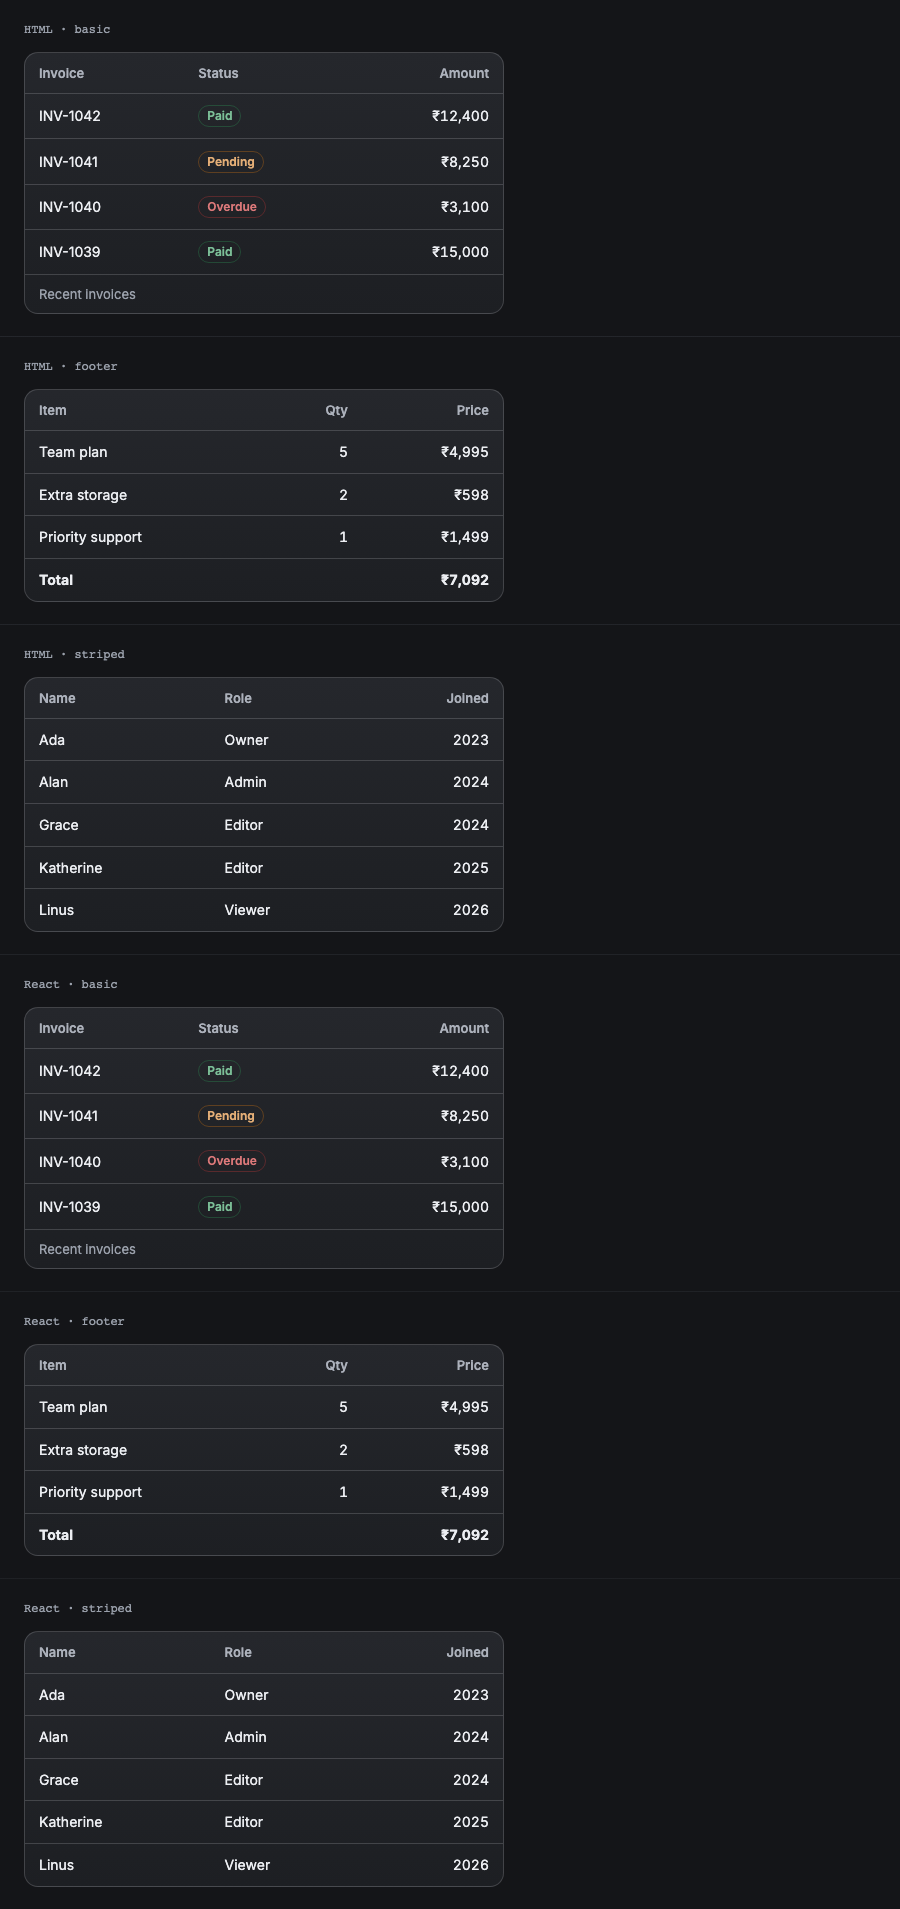 HTML · basic
Invoice Status Amount
INV-1042 Paid ₹12,400
INV-1041 Pending ₹8,250
INV-1040 Overdue ₹3,100
INV-1039 Paid ₹15,000
Recent invoices
HTML · footer
Item Qty Price
Team plan 5 ₹4,995
Extra storage 2 ₹598
Priority support 1 ₹1,499
Total ₹7,092
HTML · striped
Name Role Joined
Ada Owner 2023
Alan Admin 2024
Grace Editor 2024
Katherine Editor 2025
Linus Viewer 2026
React · basic
Invoice Status Amount
INV-1042 Paid ₹12,400
INV-1041 Pending ₹8,250
INV-1040 Overdue ₹3,100
INV-1039 Paid ₹15,000
Recent invoices
React · footer
Item Qty Price
Team plan 5 ₹4,995
Extra storage 2 ₹598
Priority support 1 ₹1,499
Total ₹7,092
React · striped
Name Role Joined
Ada Owner 2023
Alan Admin 2024
Grace Editor 2024
Katherine Editor 2025
Linus Viewer 2026